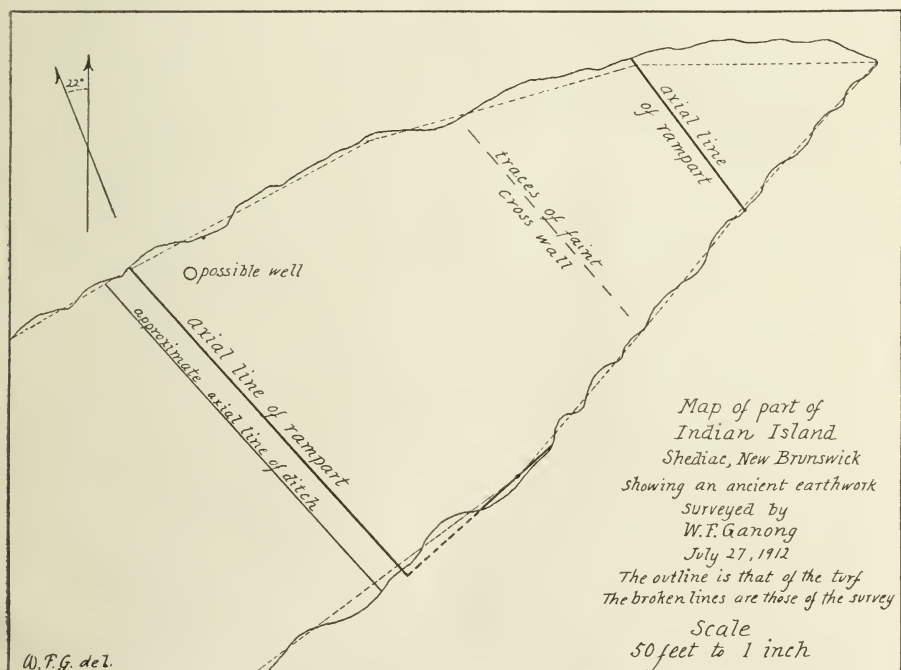 22°
axial line
of rampart
traces of faint
cross wall
possible well
axial line of rampart
approximate axial line of ditch
Map of part of
Indian Island
Shediac, New Brunswick
showing an ancient earthwork
surveyed by
W.F. Ganong
July 27, 1912
The outline is that of the turf
The broken lines are those of the survey
Scale
50 feet to 1 inch
W.F.G. del.